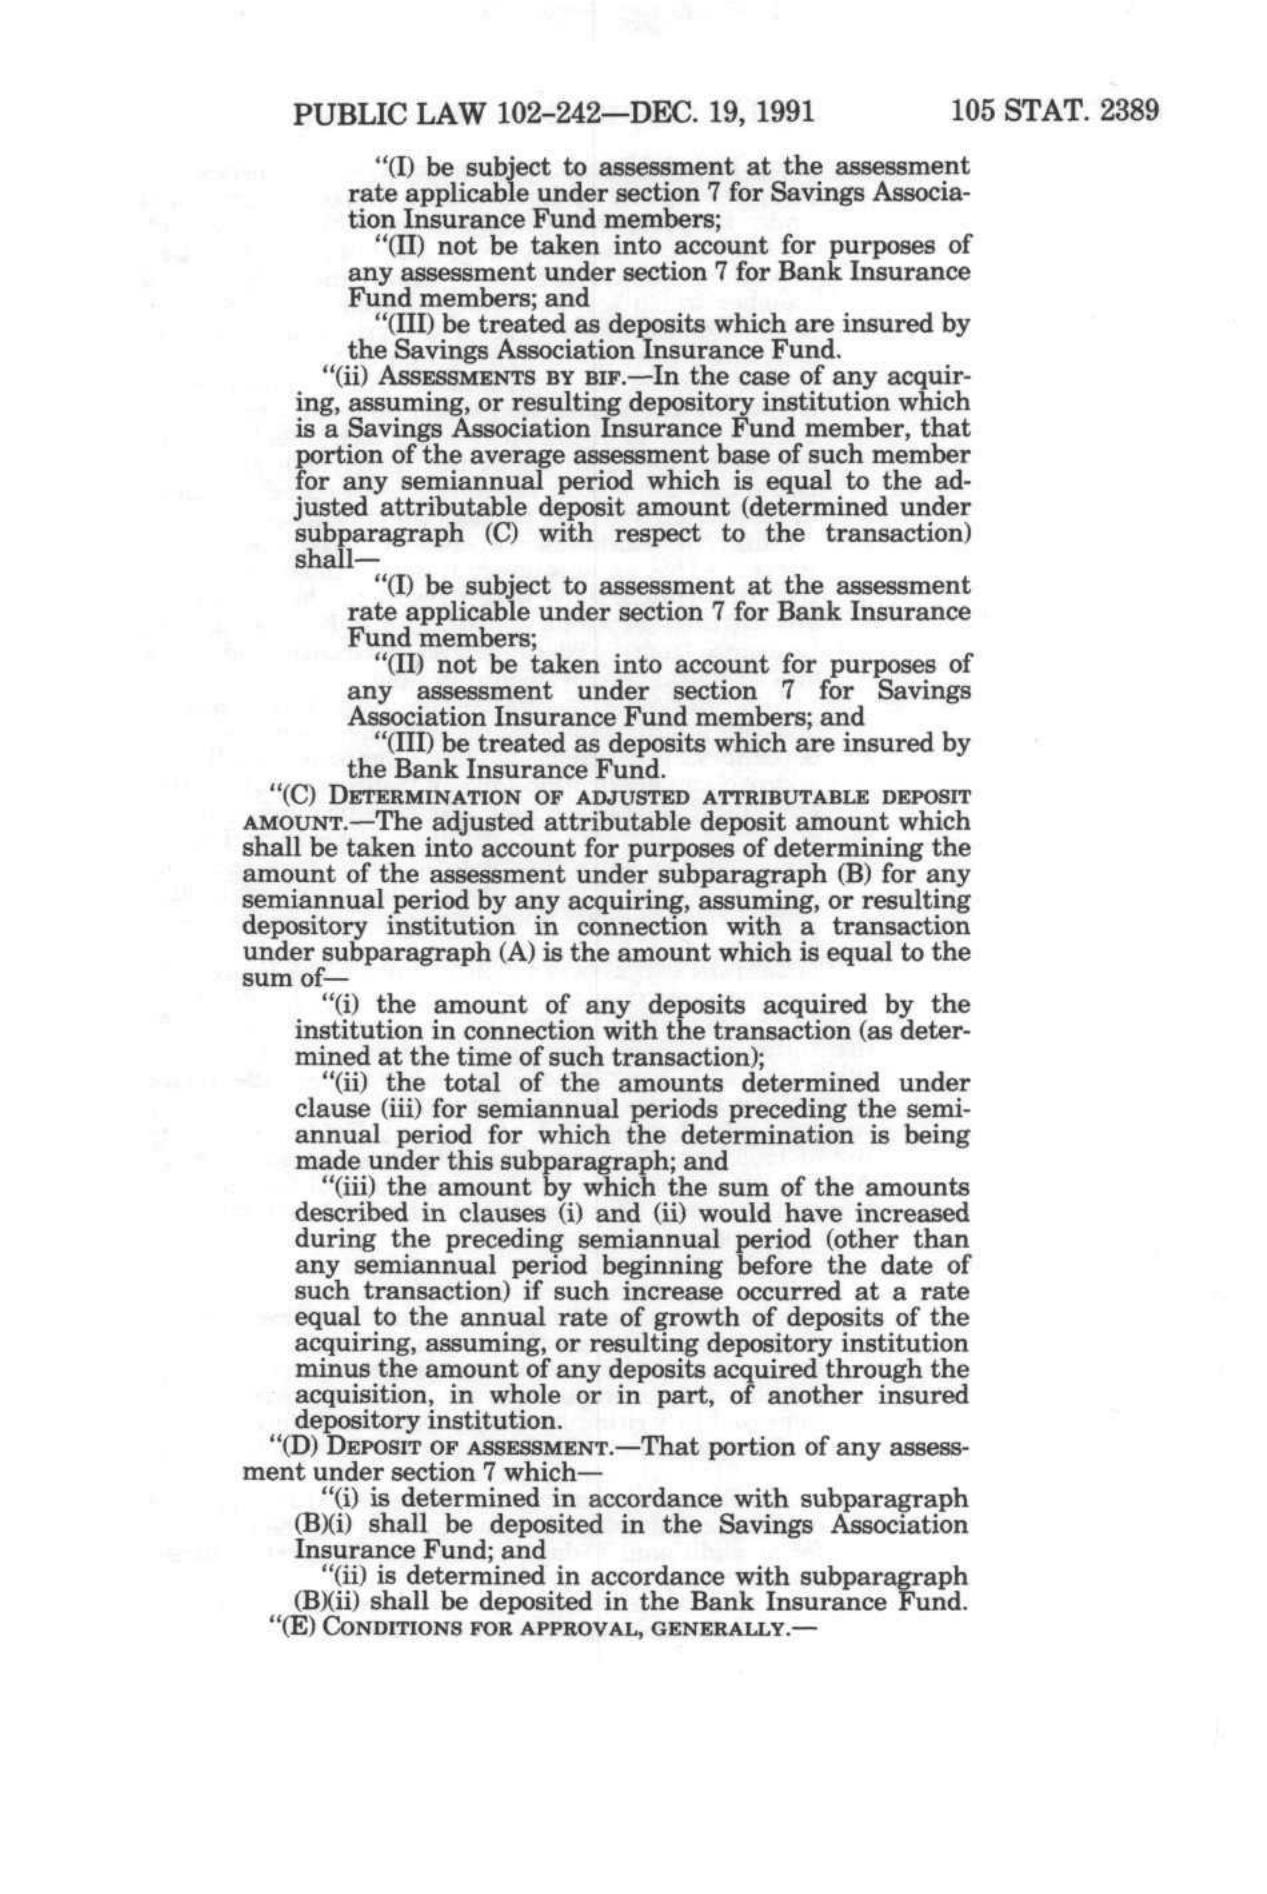 PUBLIC LAW 102-242—DEC. 19, 1991 105 STAT. 2389
“(I) be subject to assessment at the assessment
rate applicable under section 7 for Savings Associa-
tion Insurance Fund members;
“(II) not be taken into account for purposes of
any assessment under section 7 for Bank Insurance
Fund members; and
“(III) be treated as deposits which are insured by
the Savings Association Insurance Fund.
“(ii) ASSESSMENTS BY BIF.—In the case of any acquir-
ing, assuming, or resulting depository institution which
is a Savings Association Insurance Fund member, that
portion of the average assessment base of such member
for any semiannual period which is equal to the ad-
justed attributable deposit amount (determined under
subparagraph (C) with respect to the transaction)
shall—
“(I) be subject to assessment at the assessment
rate applicable under section 7 for Bank Insurance
Fund members;
“(II) not be taken into account for purposes of
any assessment under section 7 for Savings
Association Insurance Fund members; and
“(III) be treated as deposits which are insured by
the Bank Insurance Fund.
“(C) DETERMINATION OF ADJUSTED ATTRIBUTABLE DEPOSIT
AMOUNT.—The adjusted attributable deposit amount which
shall be taken into account for purposes of determining the
amount of the assessment under subparagraph (B) for any
semiannual period by any acquiring, assuming, or resulting
depository institution in connection with a transaction
under subparagraph (A) is the amount which is equal to the
sum of—
“(i) the amount of any deposits acquired by the
institution in connection with the transaction (as deter-
mined at the time of such transaction);
“(ii) the total of the amounts determined under
clause (iii) for semiannual periods preceding the semi-
annual period for which the determination is being
made under this subparagraph; and
“(iii) the amount by which the sum of the amounts
described in clauses (i) and (ii) would have increased
during the preceding semiannual period (other than
any semiannual period beginning before the date of
such transaction) if such increase occurred at a rate
equal to the annual rate of growth of deposits of the
acquiring, assuming, or resulting depository institution
minus the amount of any deposits acquired through the
acquisition, in whole or in part, of another insured
depository institution.
“(D) DEPOSIT OF ASSESSMENT.—That portion of any assess-
ment under section 7 which—
“(i) is determined in accordance with subparagraph
(B)(i) shall be deposited in the Savings Association
Insurance Fund; and
“(ii) is determined in accordance with subparagraph
(B)(ii) shall be deposited in the Bank Insurance Fund.
“(E) CONDITIONS FOR APPROVAL, GENERALLY.—